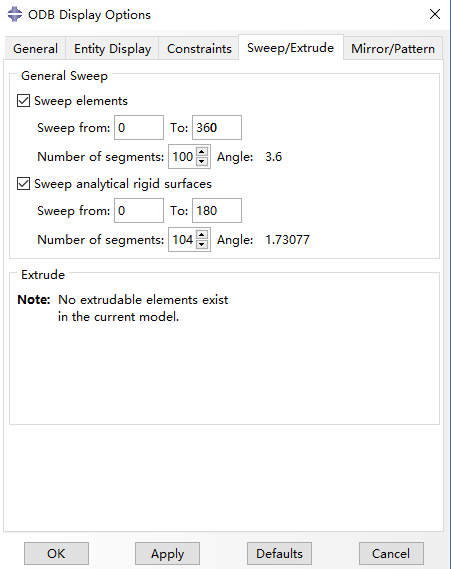 ODB Display Options
General Entity Display Constraints Sweep/Extrude Mirror/Pattern
General Sweep
Sweep elements
Sweep from: 0 To: 360
Number of segments: 100 Angle: 3.6
Sweep analytical rigid surfaces
Sweep from: 0 To: 180
Number of segments: 104 Angle: 1.73077
Extrude
Note: No extrudable elements exist
in the current model.
OK Apply Defaults Cancel